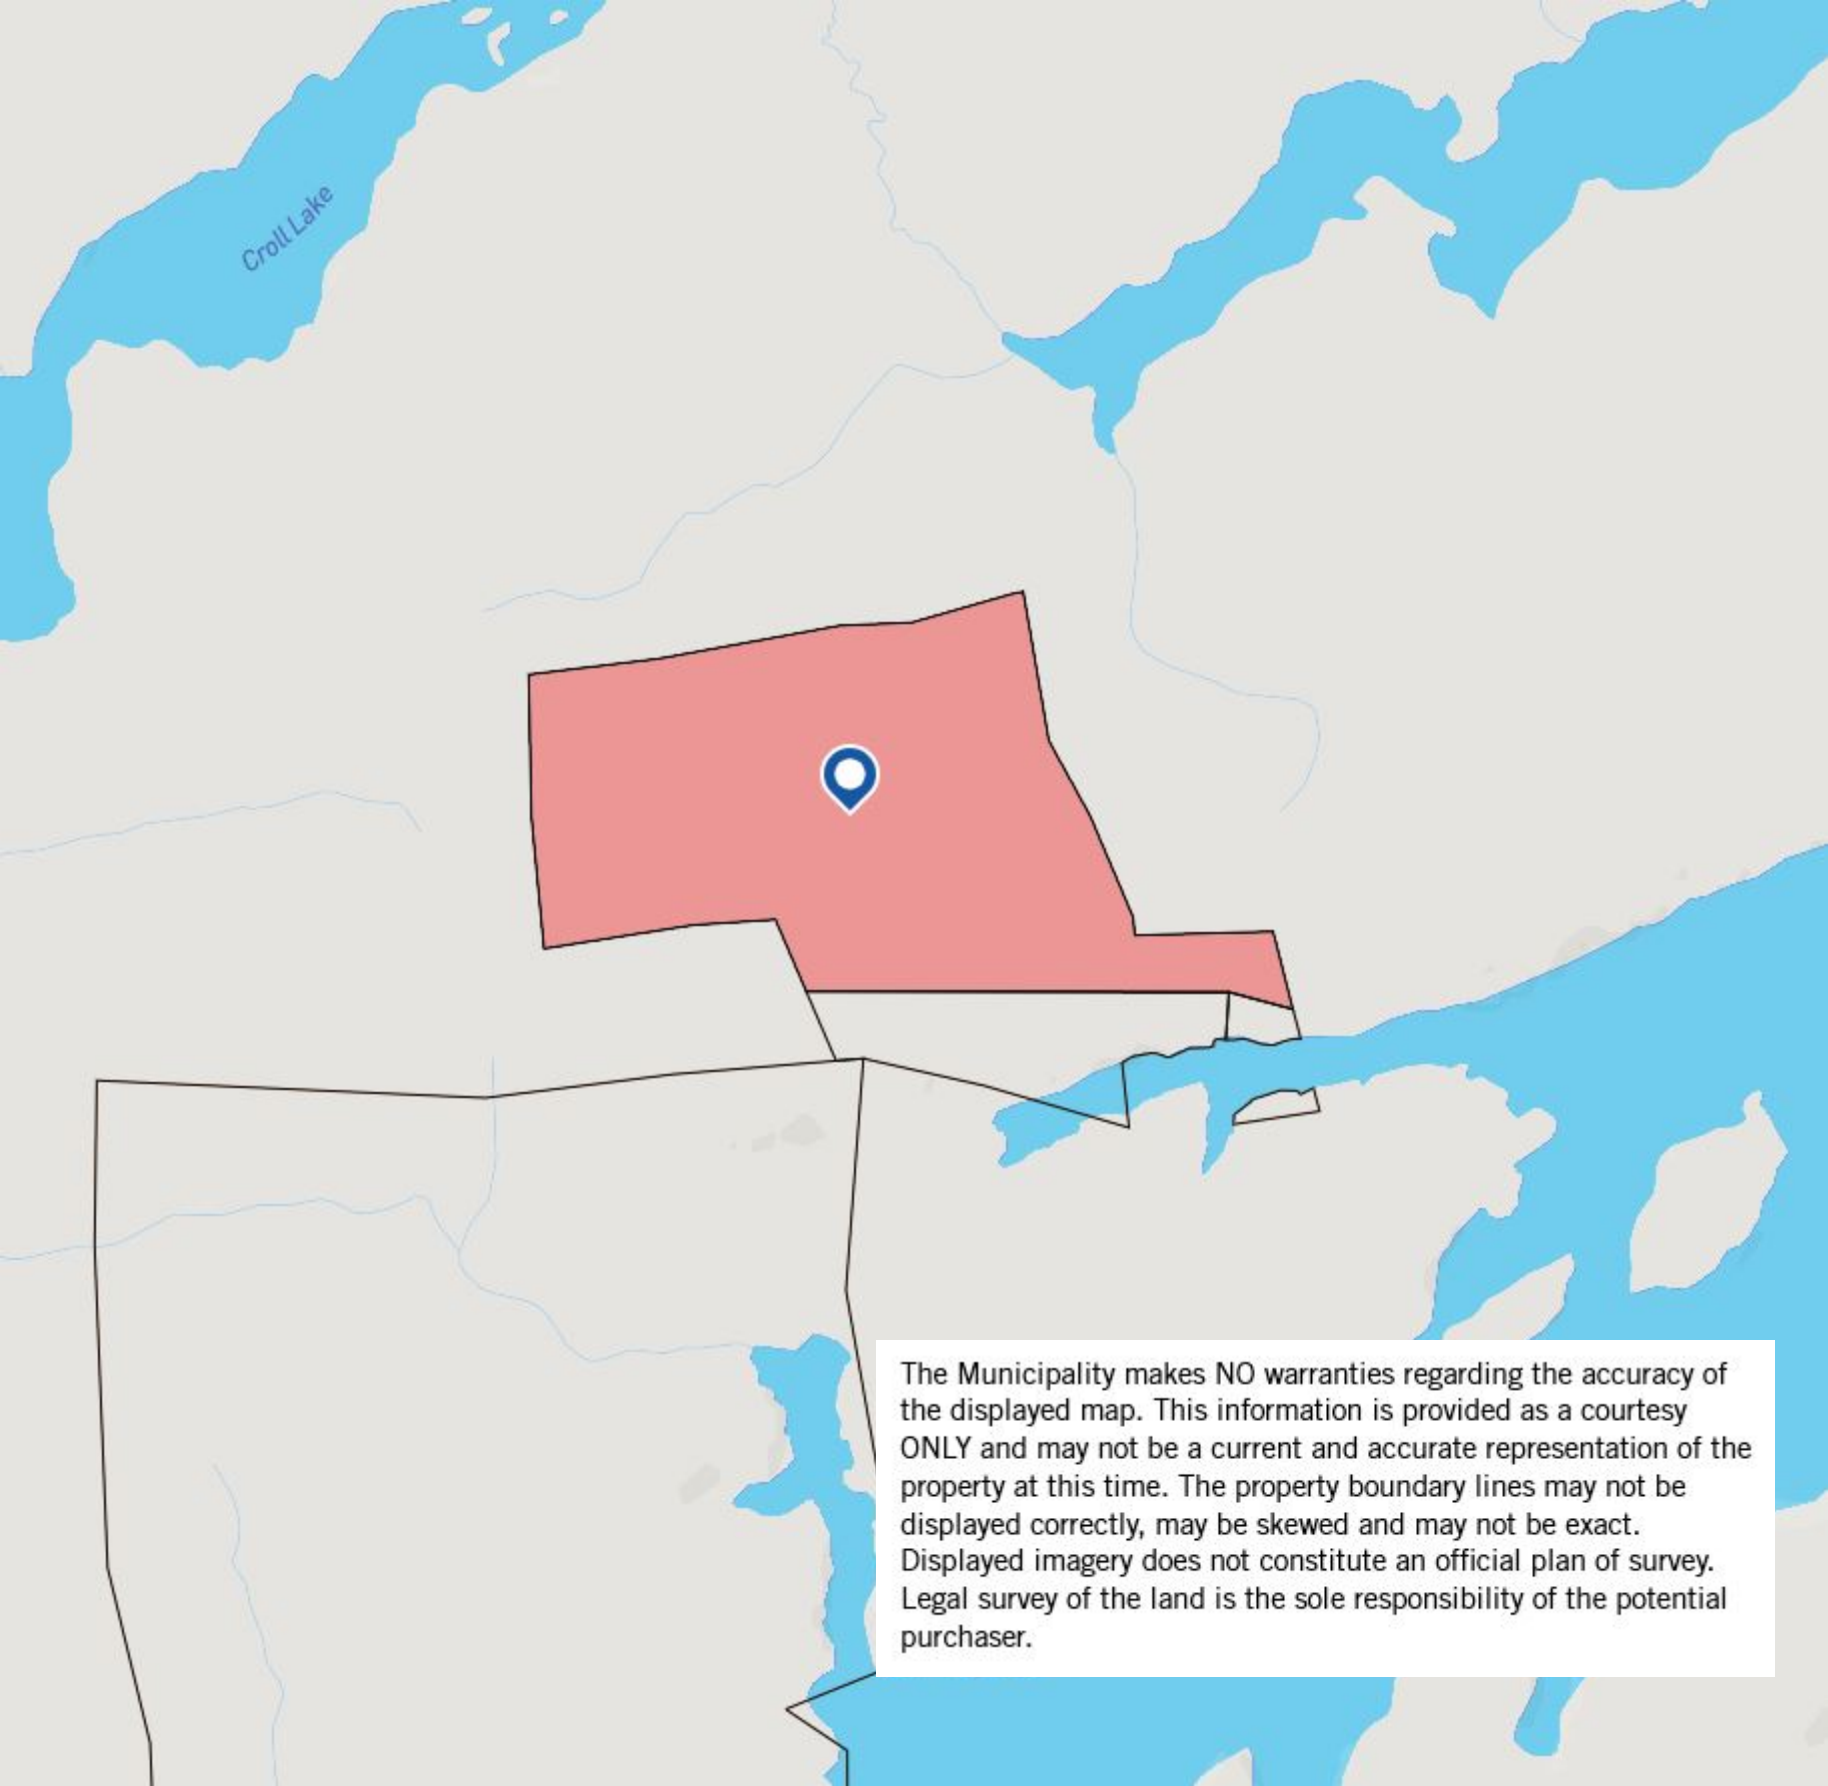 Croll Lake
The Municipality makes NO warranties regarding the accuracy of
the displayed map. This information is provided as a courtesy
ONLY and may not be a current and accurate representation of the
property at this time. The property boundary lines may not be
displayed correctly, may be skewed and may not be exact.
Displayed imagery does not constitute an official plan of survey.
Legal survey of the land is the sole responsibility of the potential
purchaser.